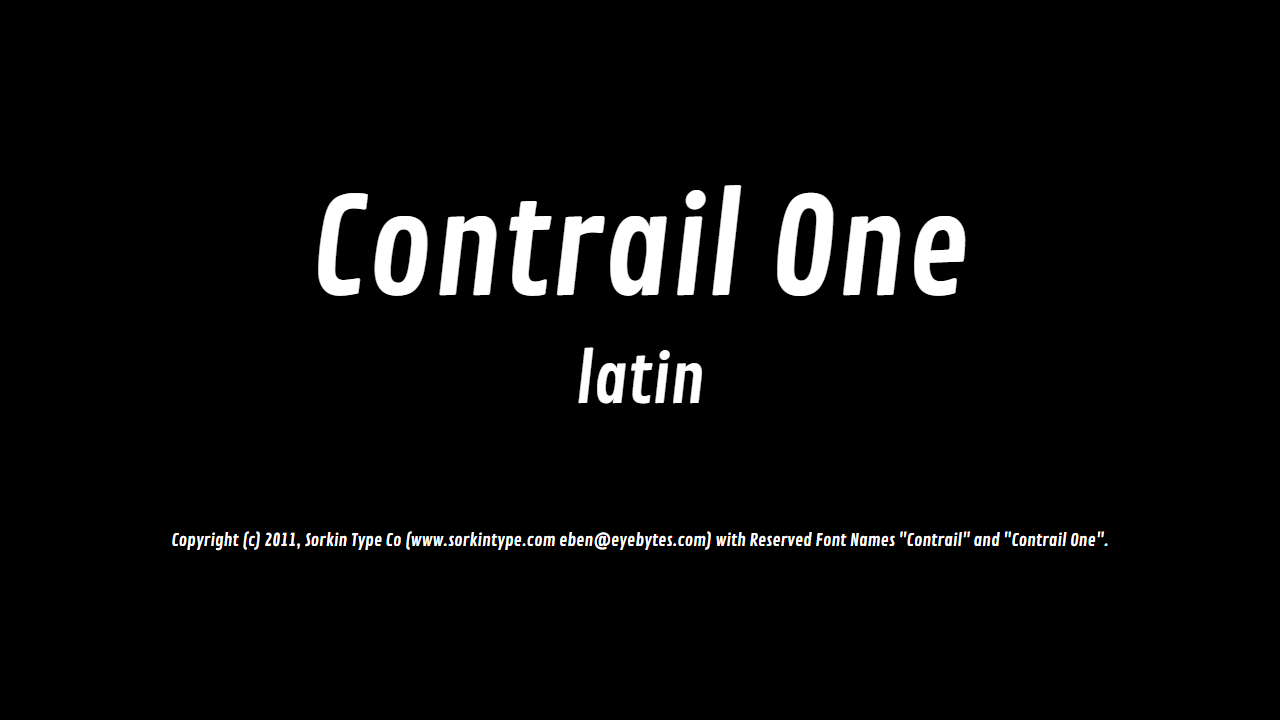 Contrail One
latin
Copyright (c) 2011, Sorkin Type Co (www.sorkintype.com eben@eyebytes.com) with Reserved Font Names "Contrail" and "Contrail One".